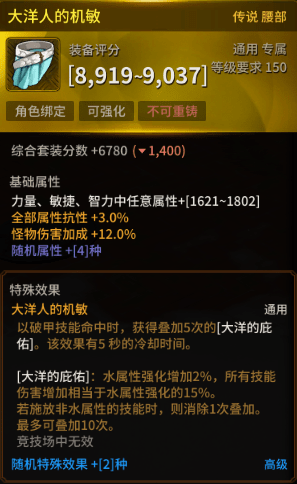 大洋人的机敏 传说 腰部
装备评分 通用 专属
[8,919~9,037] 等级要求 150
角色绑定 可强化 不可重铸
综合套装分数 +6780 (▼1,400)
基础属性
力量、敏捷、智力中任意属性+[1621~1802]
全部属性抗性 +3.0%
怪物伤害加成 +12.0%
随机属性 +[4]种
特殊效果
大洋人的机敏 通用
以破甲技能命中时，获得叠加5次的[大洋的庇
佑]。该效果有5 秒的冷却时间。
[大洋的庇佑]：水属性强化增加2%，所有技能
伤害增加相当于水属性强化的15%。
若施放非水属性的技能时，则消除1次叠加。
最多可叠加10次。
竞技场中无效
随机特殊效果 +[2]种 高级